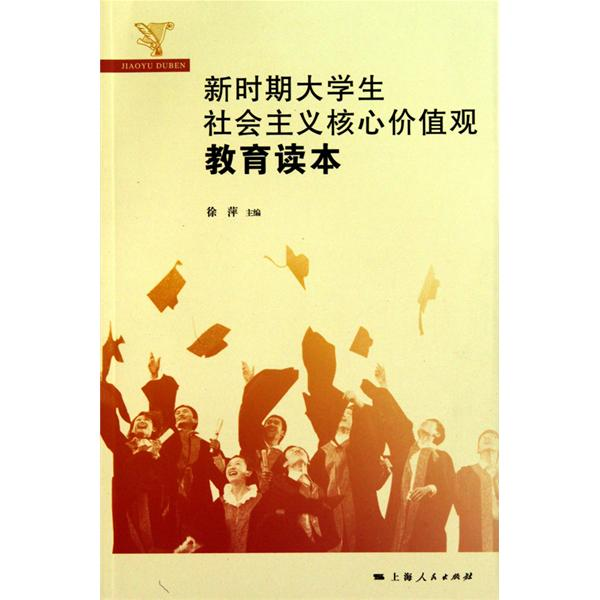 JIAOYU DUBEN
新时期大学生
社会主义核心价值观
教育读本
徐 萍 主编
上海人民出版社